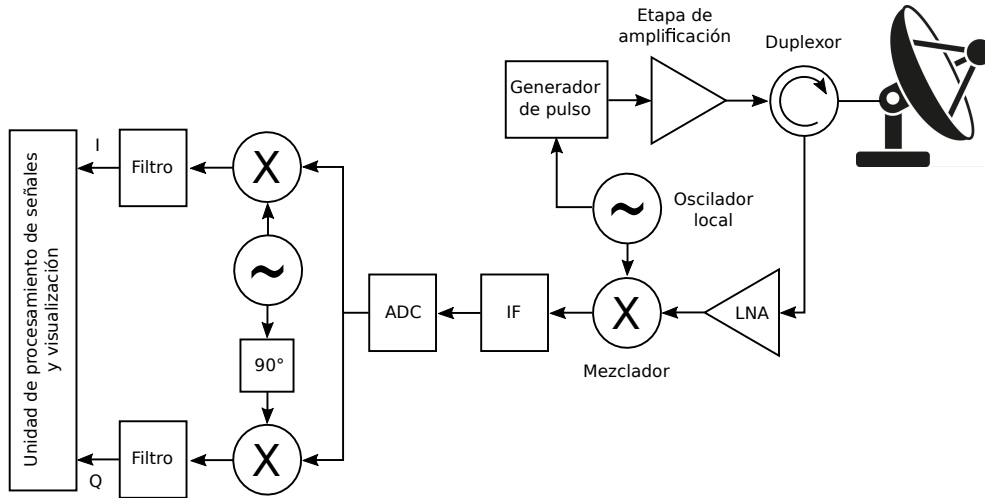 Etapa de
amplificación
Duplexor
Generador
de pulso
Oscilador
local
~
X
Mezclador
LNA
IF
ADC
X
~
90°
X
Filtro
Filtro
I
Q
Unidad de procesamiento de señales
y visualización